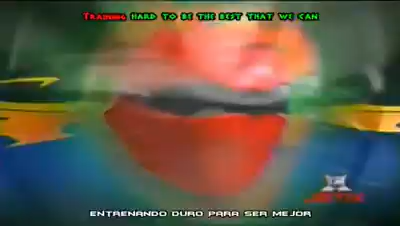 Training hard to be the best that we can
ENTRENANDO DURO PARA SER MEJOR